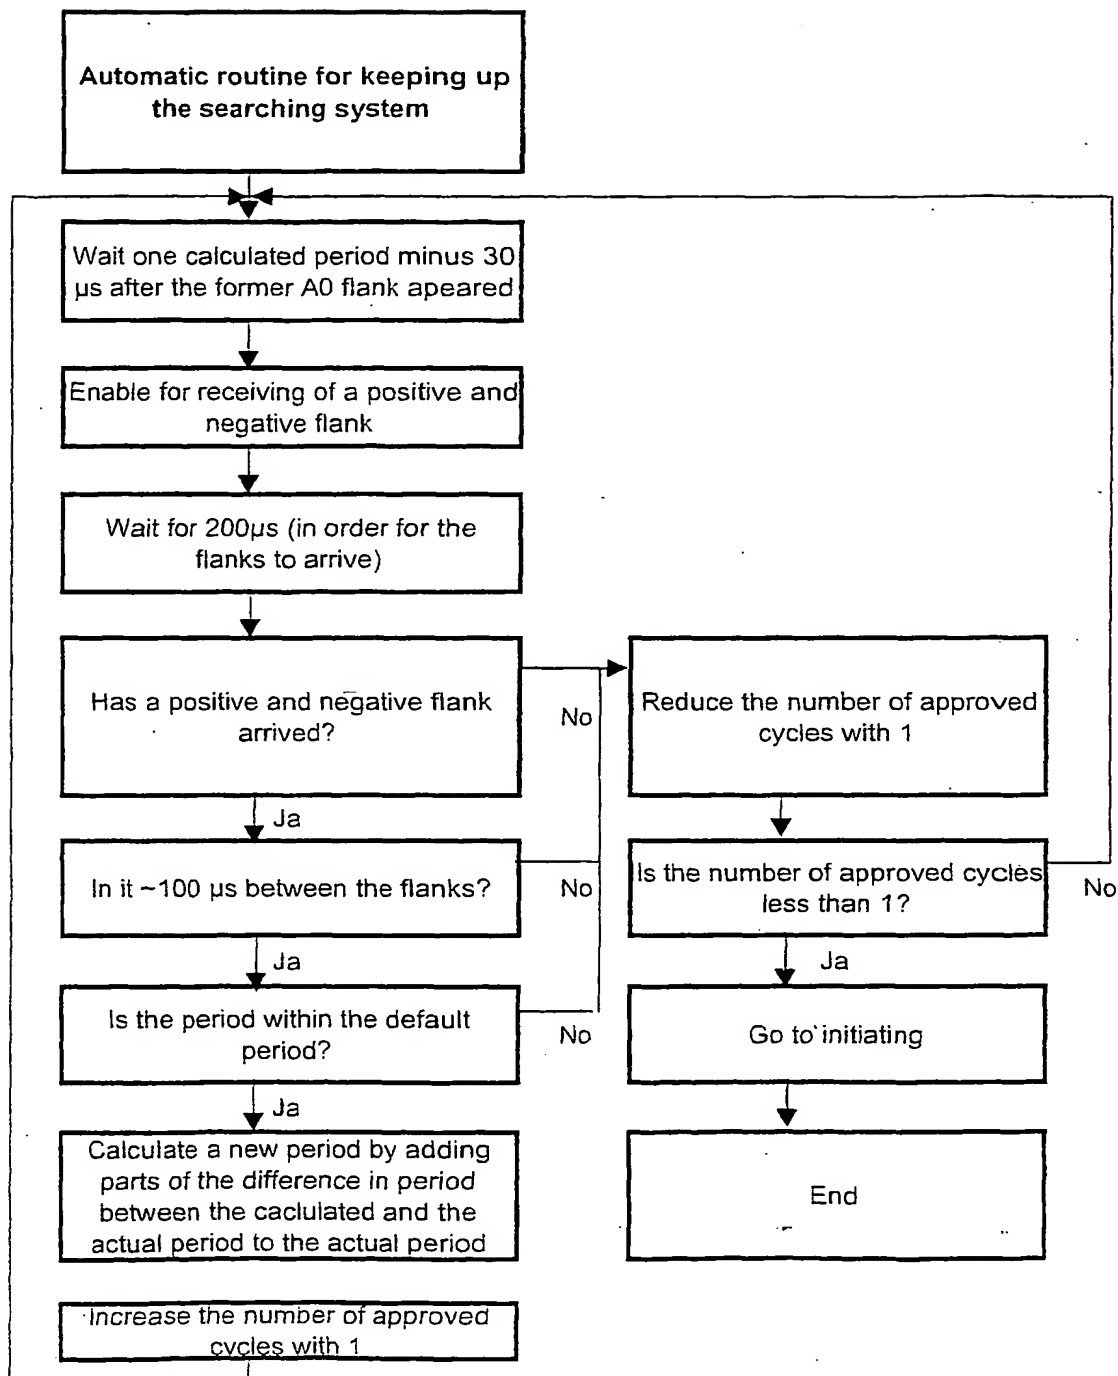 Automatic routine for keeping up
the searching system
Wait one calculated period minus 30
µs after the former A0 flank apeared
Enable for receiving of a positive and
negative flank
Wait for 200µs (in order for the
flanks to arrive)
Has a positive and negative flank
arrived?
No
Reduce the number of approved
cycles with 1
Ja
In it ~100 µs between the flanks?
No
Is the number of approved cycles
less than 1?
No
Ja
Ja
Is the period within the default
period?
No
Go to initiating
Ja
Calculate a new period by adding
parts of the difference in period
between the caclulated and the
actual period to the actual period
End
Increase the number of approved
cycles with 1